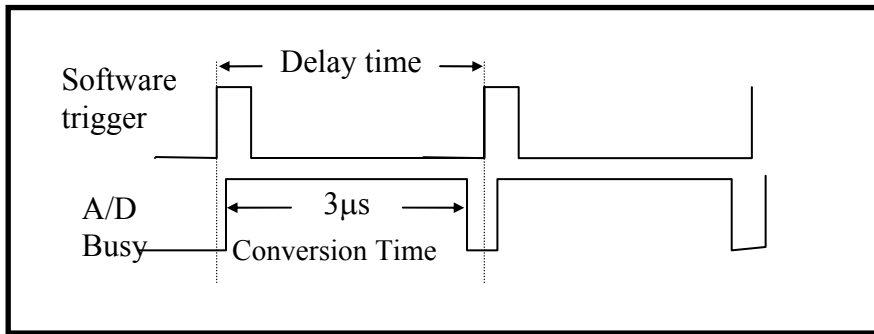 Delay time
Software
trigger
3μs
A/D
Busy
Conversion Time